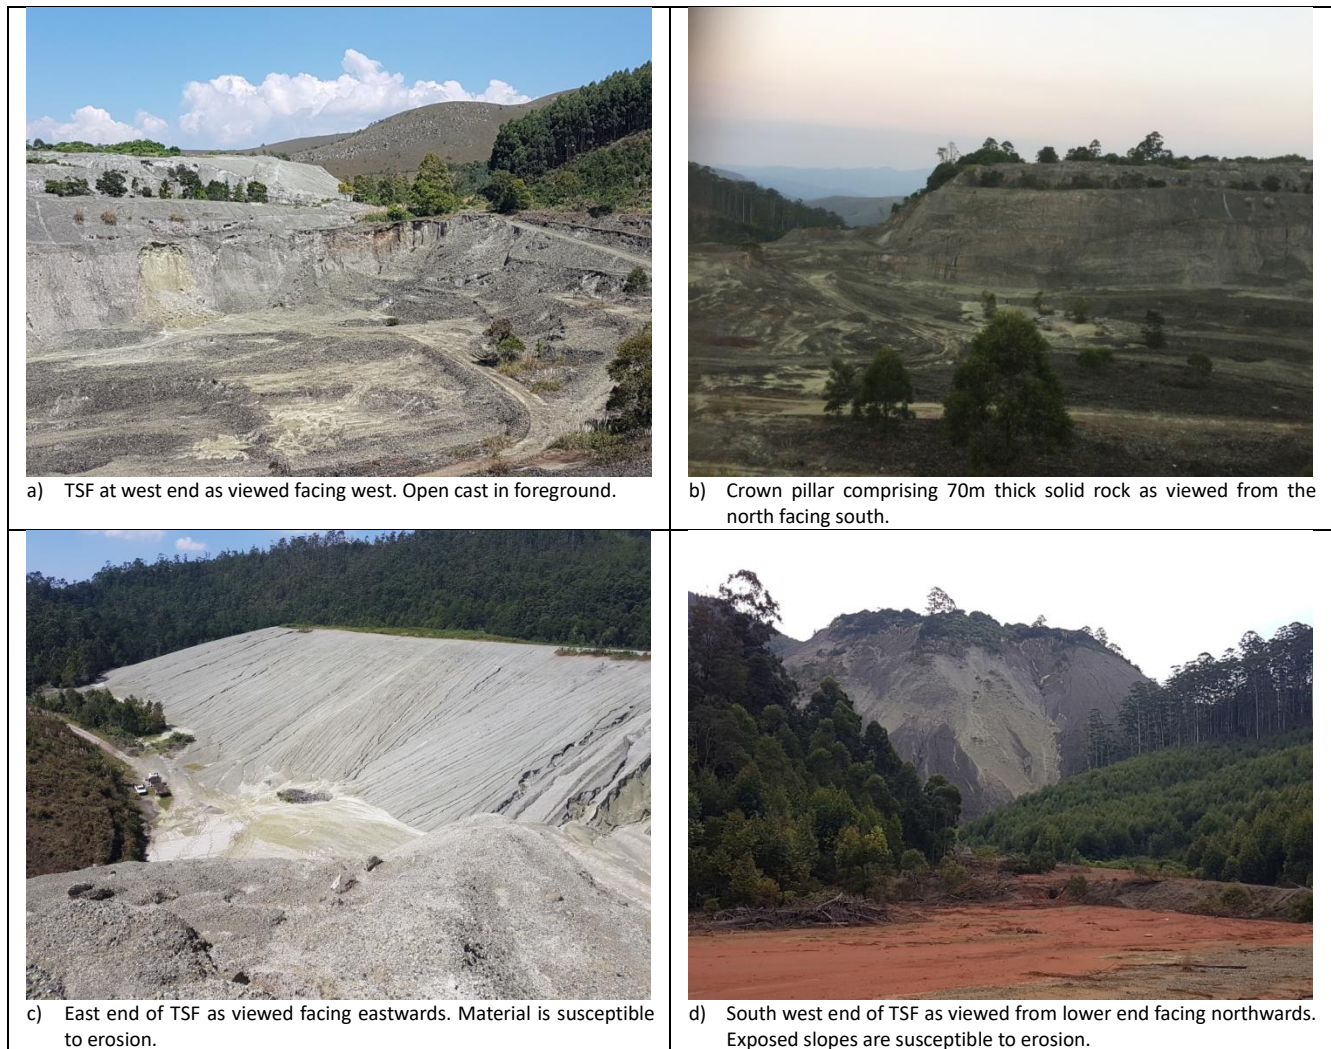 a) TSF at west end as viewed facing west. Open cast in foreground.
b) Crown pillar comprising 70m thick solid rock as viewed from the
north facing south.
c) East end of TSF as viewed facing eastwards. Material is susceptible
to erosion.
d) South west end of TSF as viewed from lower end facing northwards.
Exposed slopes are susceptible to erosion.